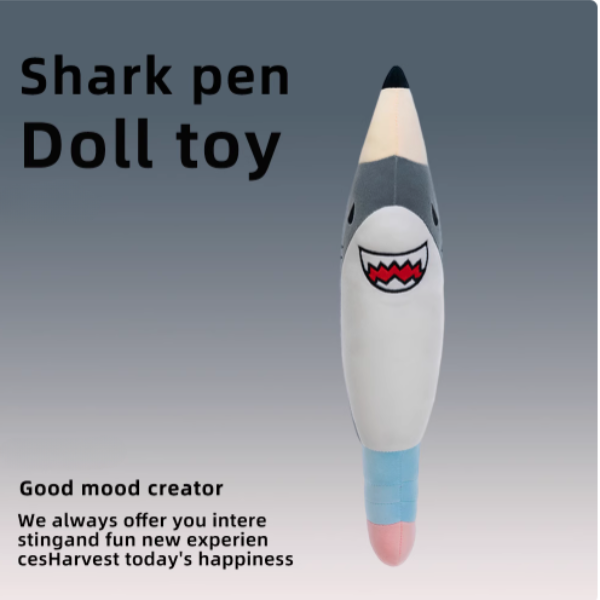 Shark pen
Doll toy
Good mood creator
We always offer you intere
stingand fun new experien
cesHarvest today's happiness